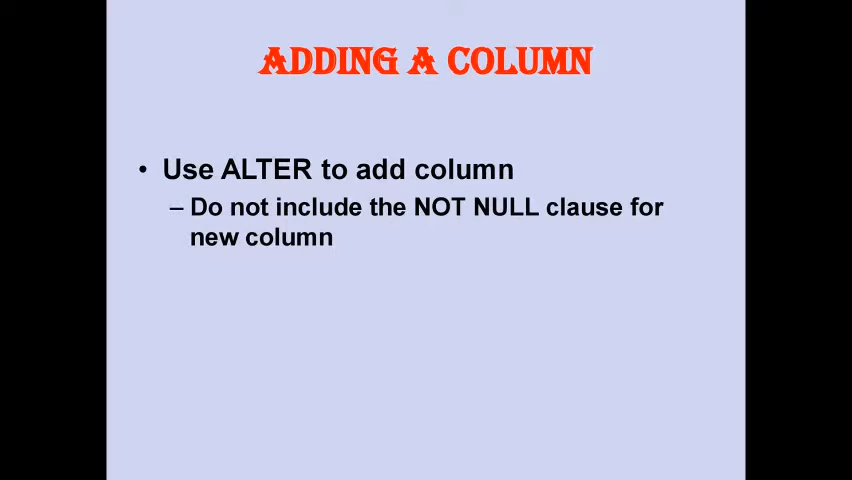 ADDING A COLUMN
• Use ALTER to add column
– Do not include the NOT NULL clause for
new column